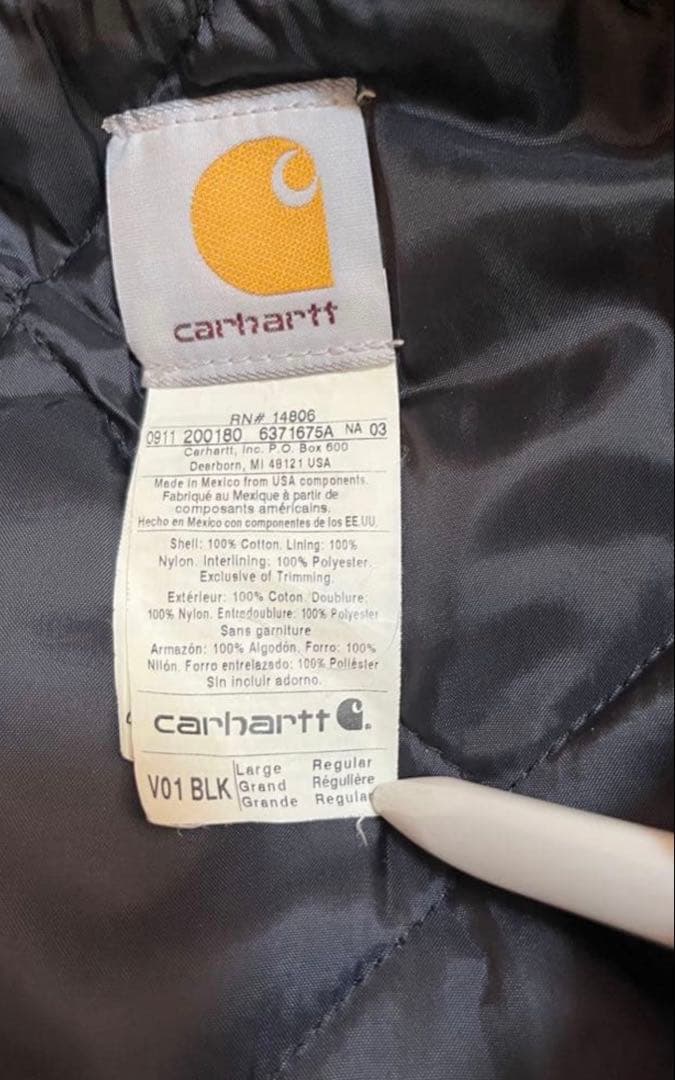 carhartt
RN# 14806
0911 200180 6371675A NA 03
Carhartt, Inc. P.O. Box 600
Dearborn, MI 48121 USA
Made in Mexico from USA components.
Fabriqué au Mexique à partir de
composants américains.
Hecho en Mexico con componentes de los EE.UU.
Shell: 100% Cotton. Lining: 100%
Nylon. Interlining: 100% Polyester.
Exclusive of Trimming.
Extérieur: 100% Coton. Doublure:
100% Nylon. Entredoublure: 100% Polyester
Sans garniture
Armazón: 100% Algodón. Forro: 100%
Nilón. Forro entrelazado: 100% Poliéster
Sin incluir adorno.
carhartt
V01 BLK Large Regular
Grand Régulière
Grande Regular